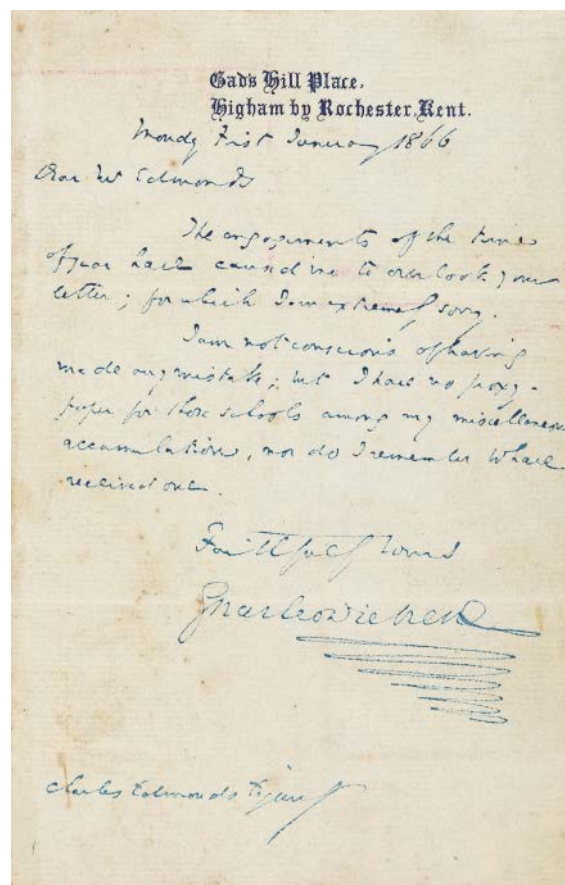 Gad's Hill Place,
Higham by Rochester, Kent.
Monday First January 1866
Dear Mr Edmonds
The engagements of the time
of year have caused me to overlook your
letter; for which I am extremely sorry.
I am not conscious of having
made any mistake; but I have no proxy-
paper for those schools among my miscellaneous
accumulations, nor do I remember to have
received one.
Faithfully Yours
Charles Dickens
Charles Edmonds Esquire